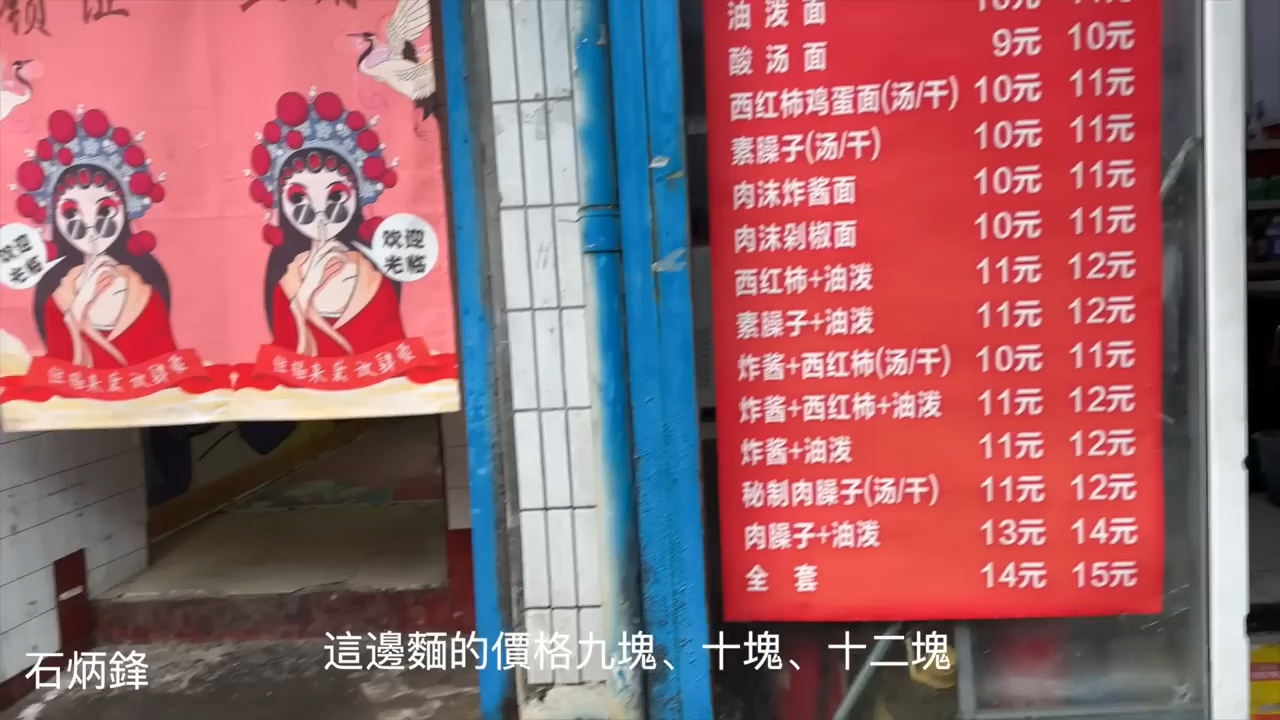 油泼面
酸汤面 9元 10元
西红柿鸡蛋面(汤/干) 10元 11元
素臊子(汤/干) 10元 11元
肉沫炸酱面 10元 11元
肉沫剁椒面 10元 11元
西红柿+油泼 11元 12元
素臊子+油泼 11元 12元
炸酱+西红柿(汤/干) 10元 11元
炸酱+西红柿+油泼 11元 12元
炸酱+油泼 11元 12元
秘制肉臊子(汤/干) 11元 12元
肉臊子+油泼 13元 14元
全套 14元 15元
欢迎
光临
欢迎
光临
這邊麵的價格九塊、十塊、十二塊
石炳鋒